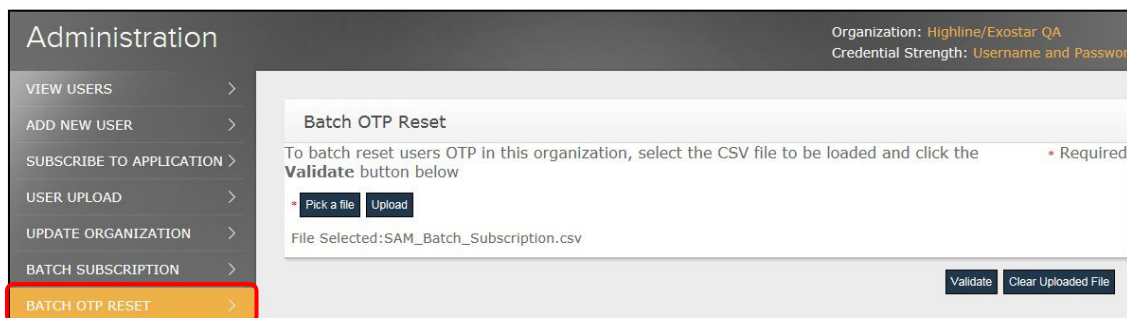 Administration
Organization: Highline/Exostar QA
Credential Strength: Username and Passwor
VIEW USERS
ADD NEW USER
SUBSCRIBE TO APPLICATION
USER UPLOAD
UPDATE ORGANIZATION
BATCH SUBSCRIPTION
BATCH OTP RESET
Batch OTP Reset
To batch reset users OTP in this organization, select the CSV file to be loaded and click the
Validate button below
* Required
* Pick a file Upload
File Selected:SAM_Batch_Subscription.csv
Validate Clear Uploaded File